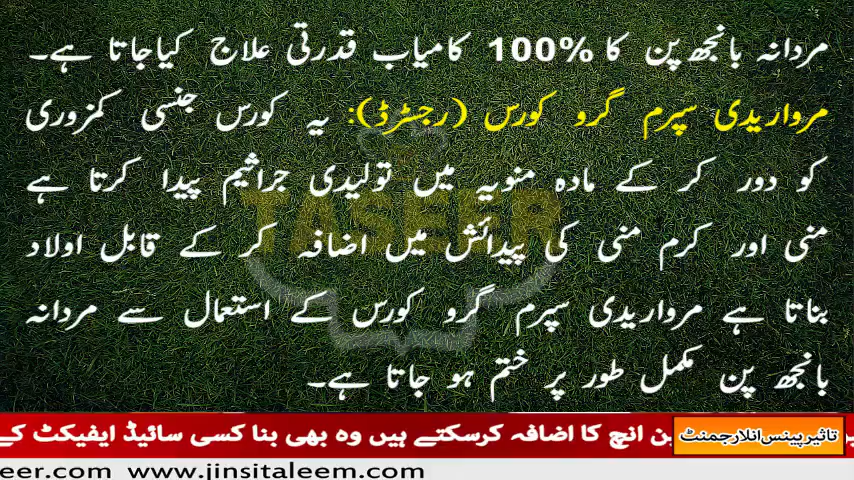 مردانہ بانجھ پن کا %100 کامیاب قدرتی علاج کیاجاتا ہے۔
مرواریدی سپرم گرو کورس (رجسٹرڈ): یہ کورس جنسی کمزوری
کو دور کر کے مادہ منویہ میں تولیدی جراثیم پیدا کرتا ہے
منی اور کرم منی کی پیدائش میں اضافہ کر کے قابل اولاد
بناتا ہے مرواریدی سپرم گرو کورس کے استعمال سے مردانہ
بانجھ پن مکمل طور پر ختم ہو جاتا ہے۔
TASEER
تاثیر پینس انلارجمنٹ
انچ کا اضافہ کرسکتے ہیں وہ بھی بنا کسی سائیڈ ایفیکٹ کے
eer.com www.jinsitaleem.com